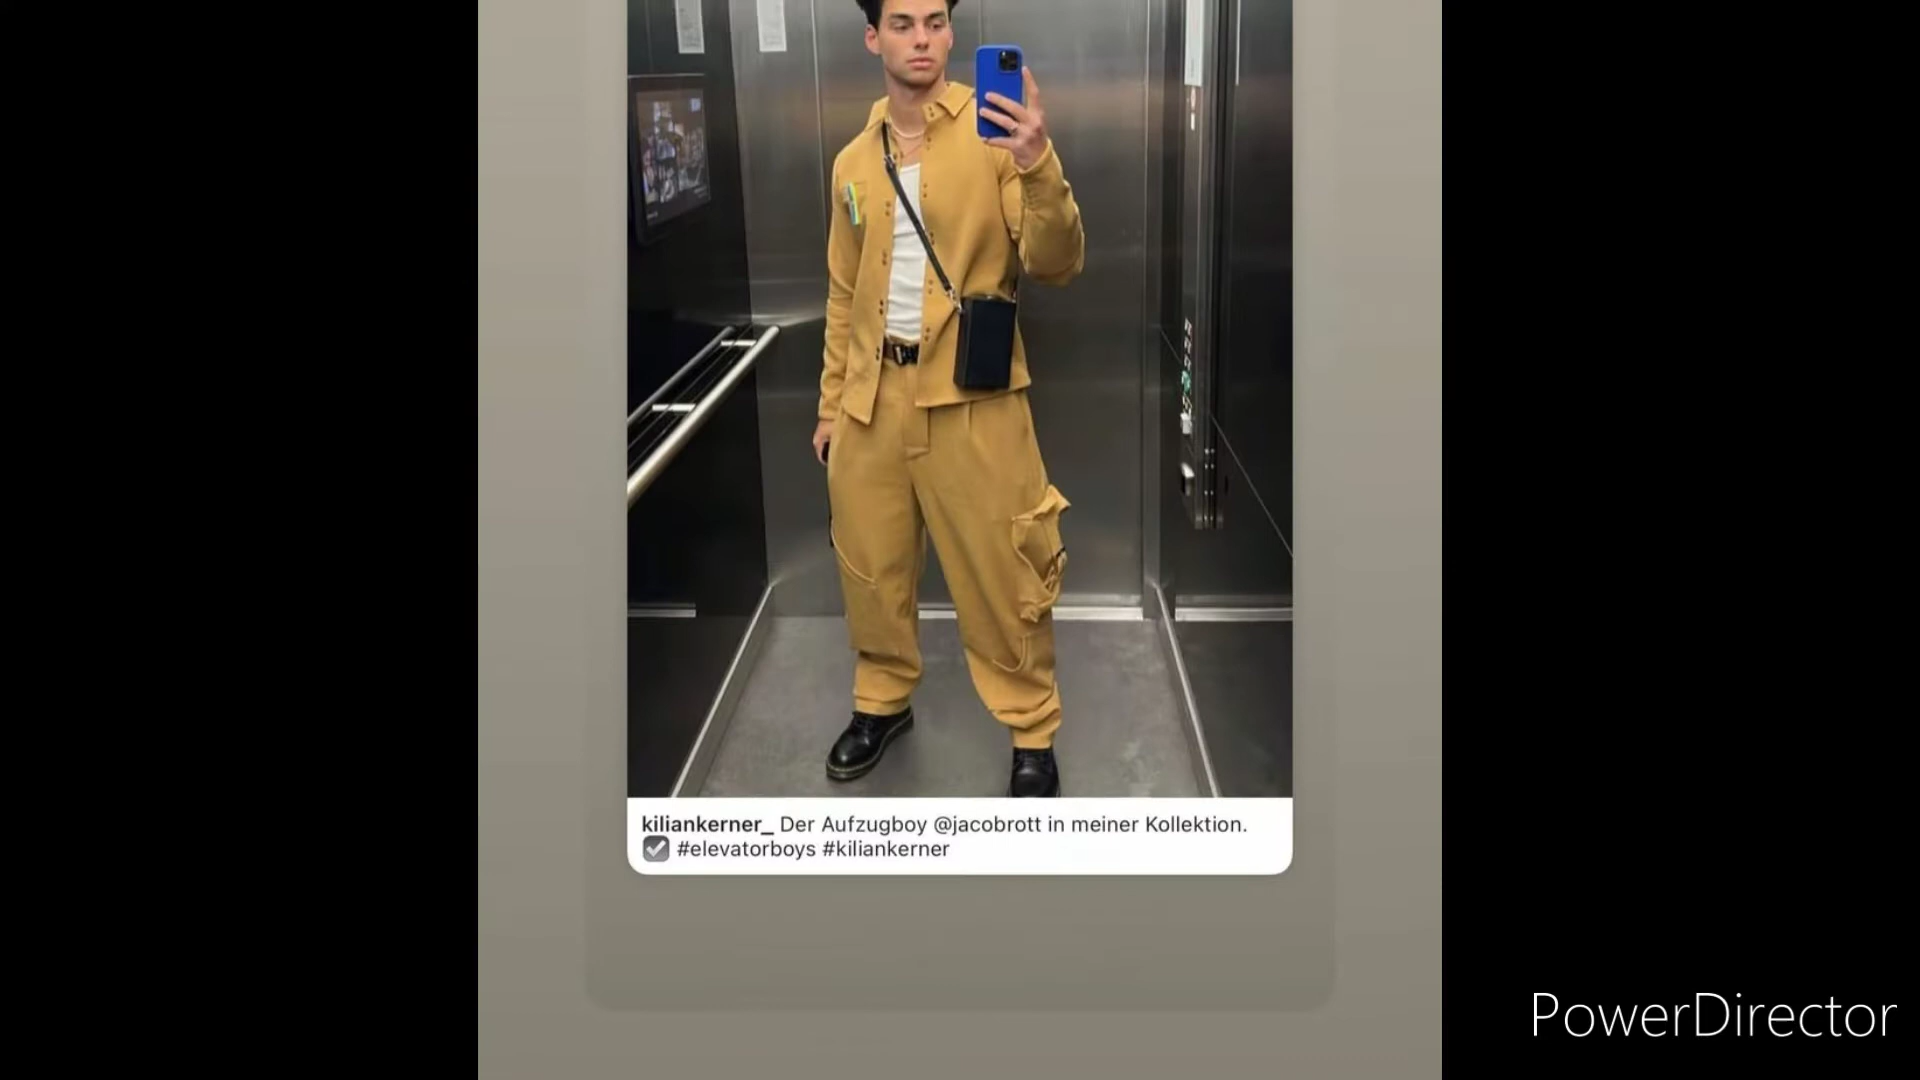 kiliankerner_ Der Aufzugboy @jacobrott in meiner Kollektion.
☑ #elevatorboys #kiliankerner
PowerDirector